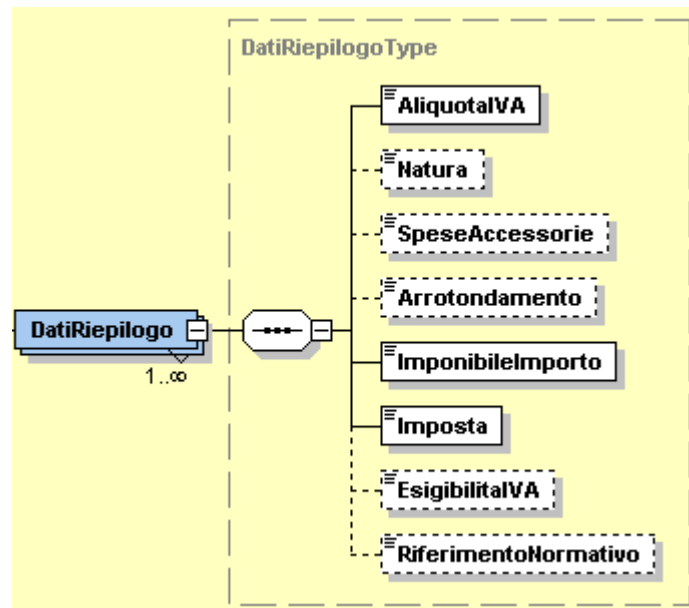 DatiRiepilogoType
AliquotaIVA
Natura
SpeseAccessorie
Arrotondamento
DatiRiepilogo
1..∞
ImponibileImporto
Imposta
EsigibilitaIVA
RiferimentoNormativo